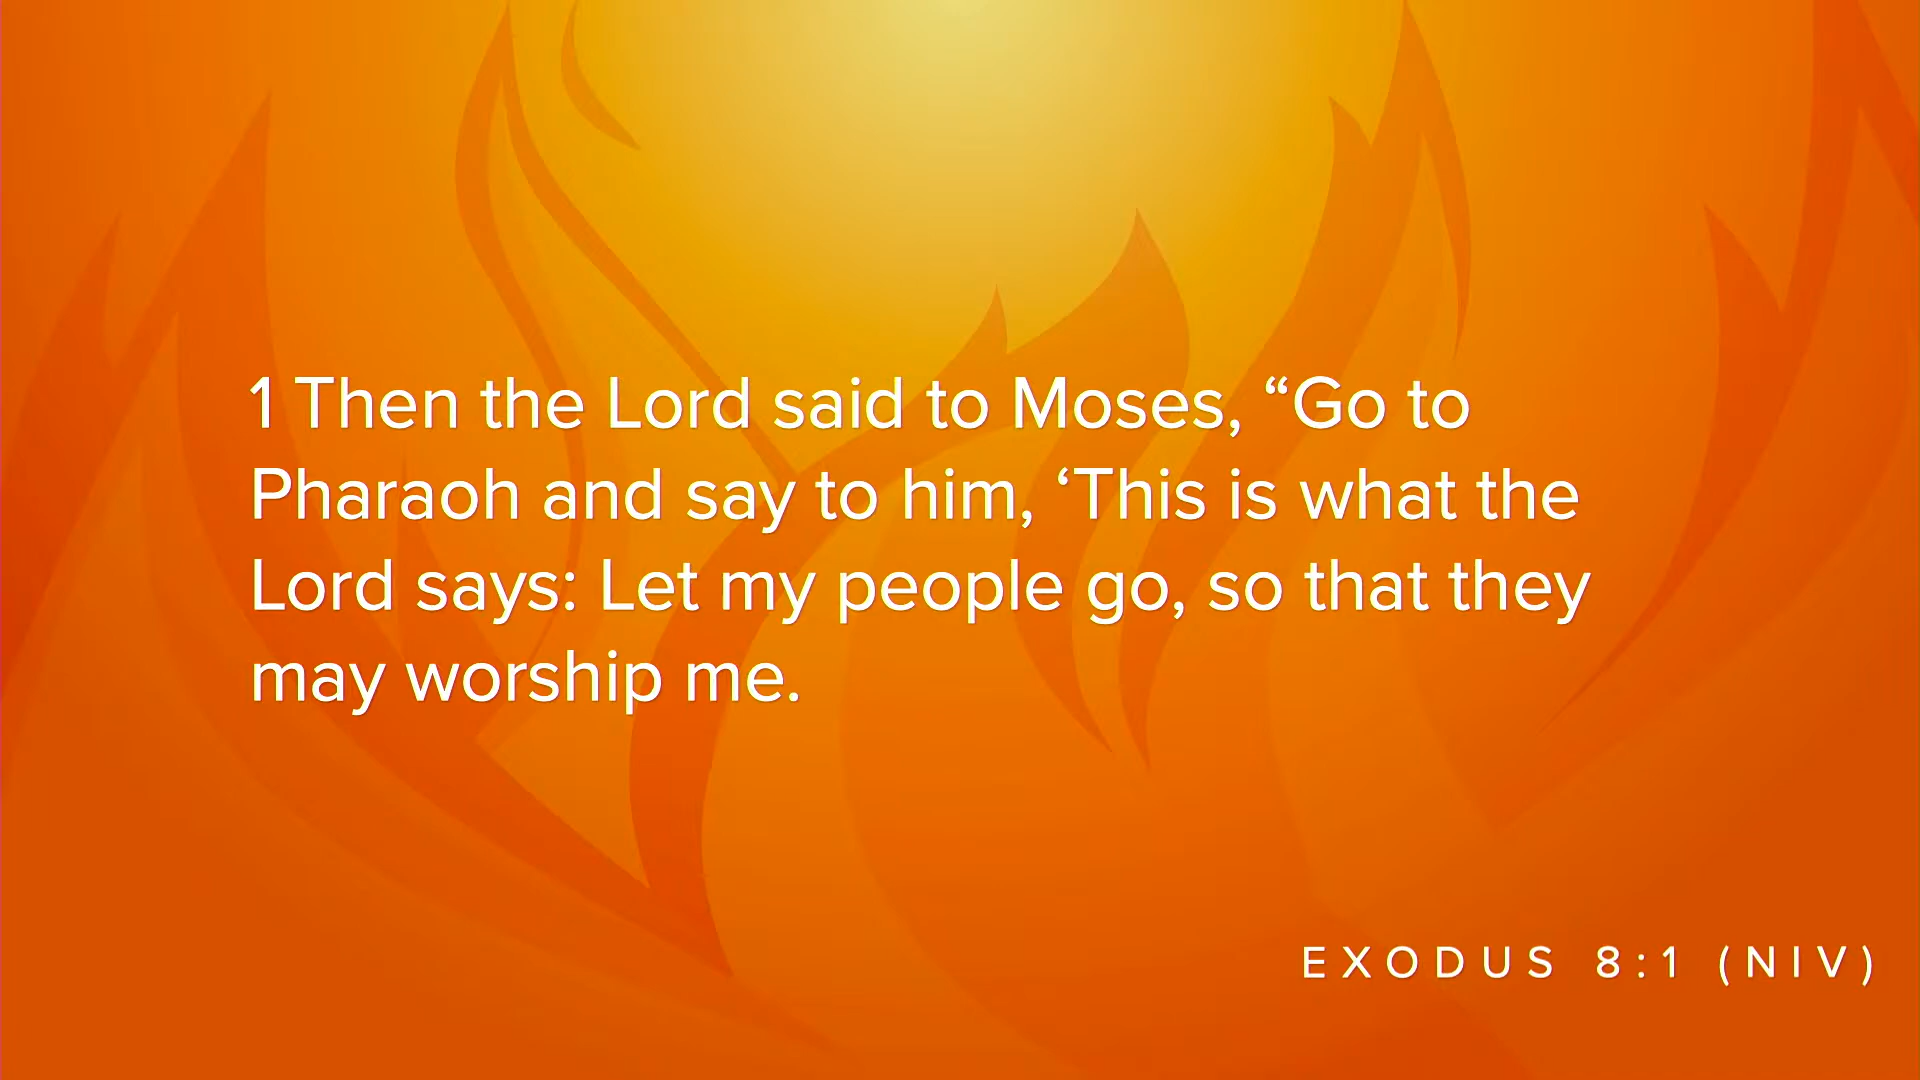 1 Then the Lord said to Moses, “Go to
Pharaoh and say to him, ‘This is what the
Lord says: Let my people go, so that they
may worship me.
EXODUS 8:1 (NIV)